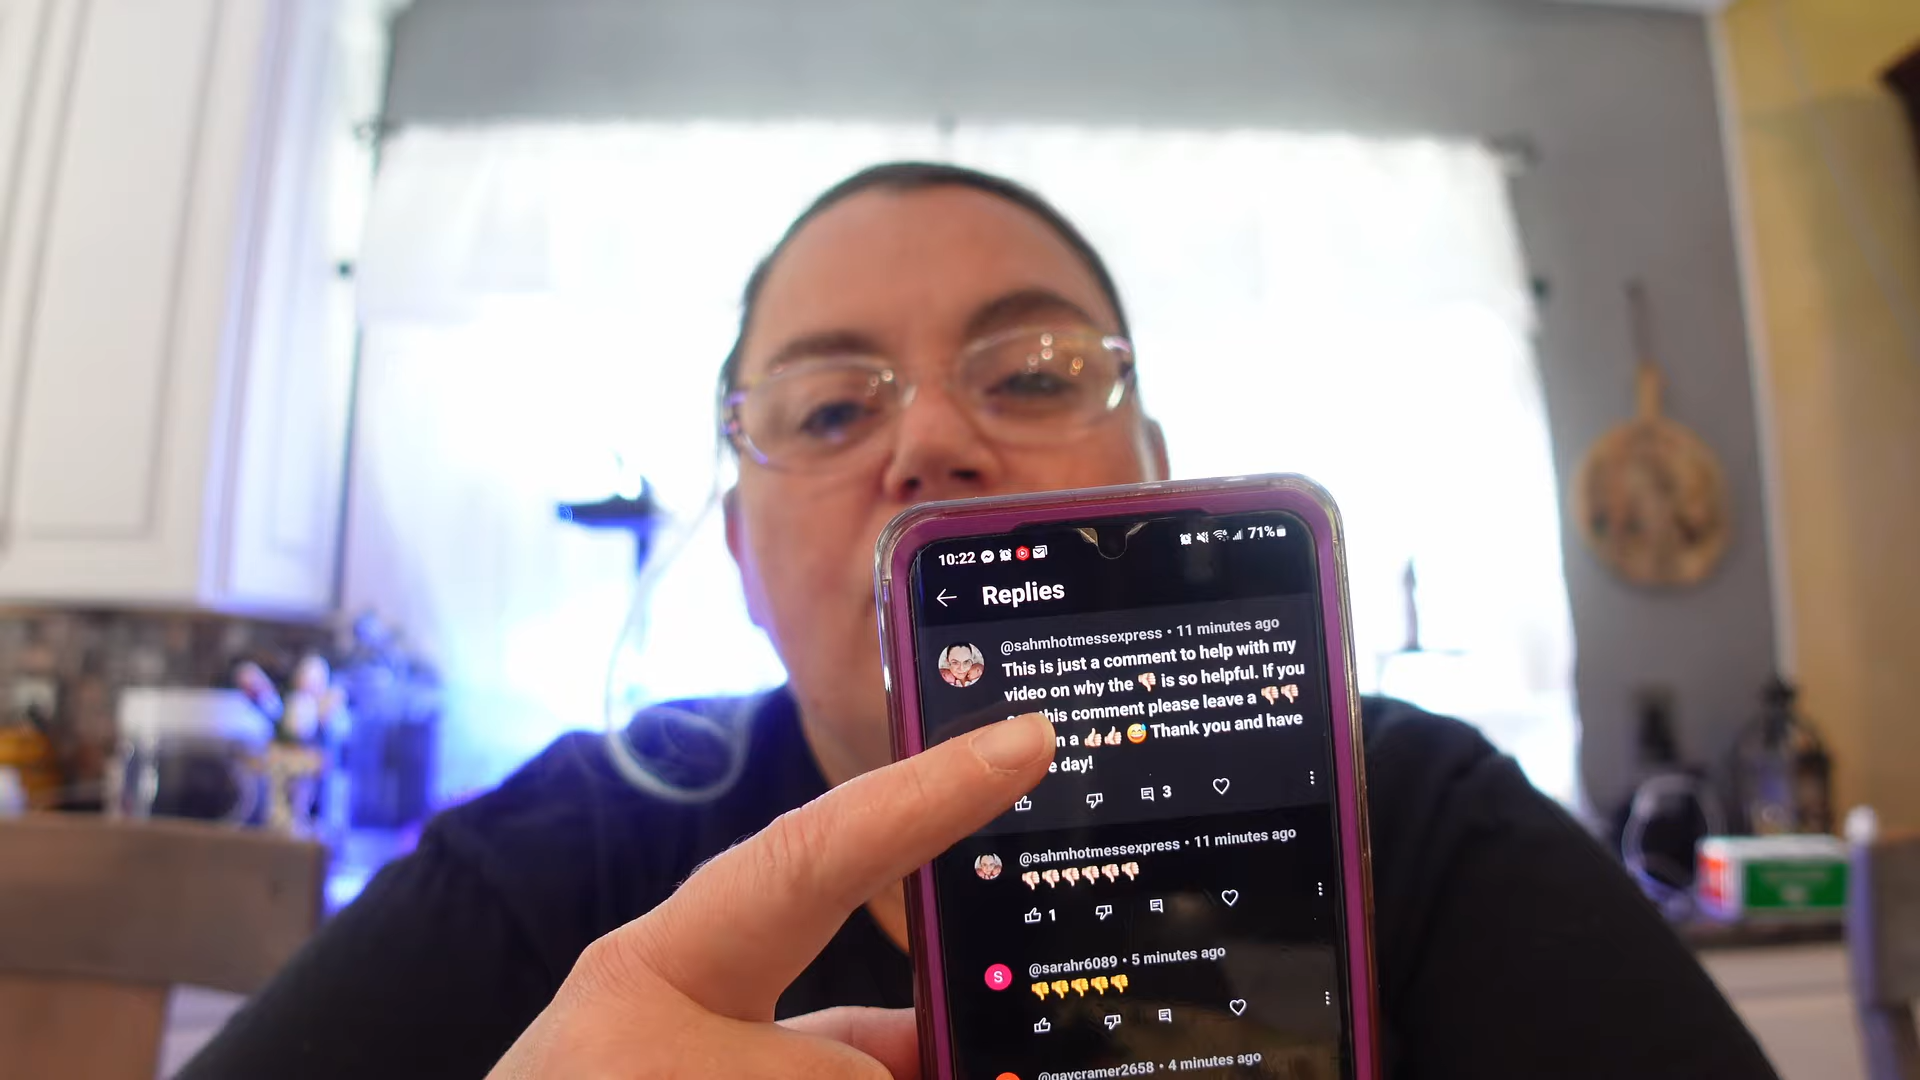 10:22 71%
Replies
@sahmhotmessexpress • 11 minutes ago
This is just a comment to help with my
video on why the 👎🏻 is so helpful. If you
this comment please leave a 👎🏻👎🏻
n a 👍🏻👍🏻 😅 Thank you and have
e day!
3
@sahmhotmessexpress • 11 minutes ago
👎🏻👎🏻👎🏻👎🏻👎🏻👎🏻
1
S @sarahr6089 • 5 minutes ago
👎👎👎👎👎
@gaycramer2658 • 4 minutes ago